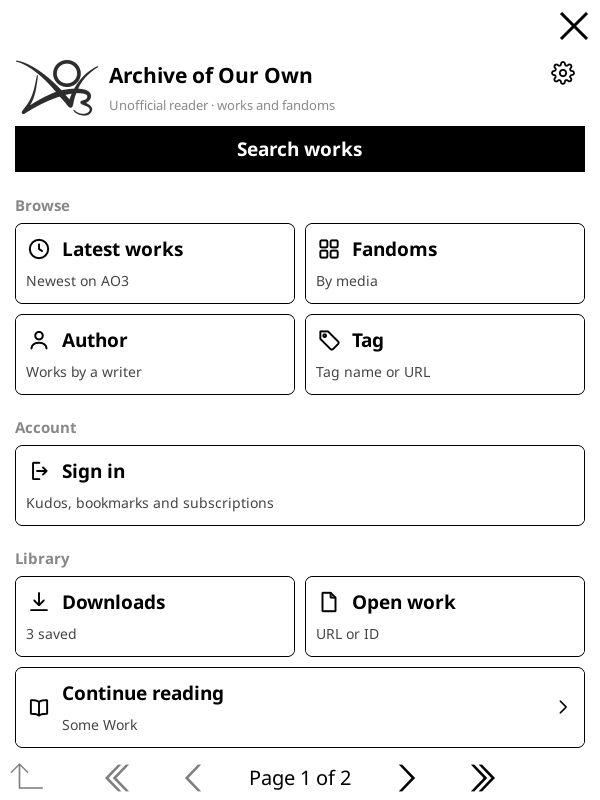 Archive of Our Own
Unofficial reader · works and fandoms
Search works
Browse
Latest works
Newest on AO3
Fandoms
By media
Author
Works by a writer
Tag
Tag name or URL
Account
Sign in
Kudos, bookmarks and subscriptions
Library
Downloads
3 saved
Open work
URL or ID
Continue reading
Some Work
Page 1 of 2